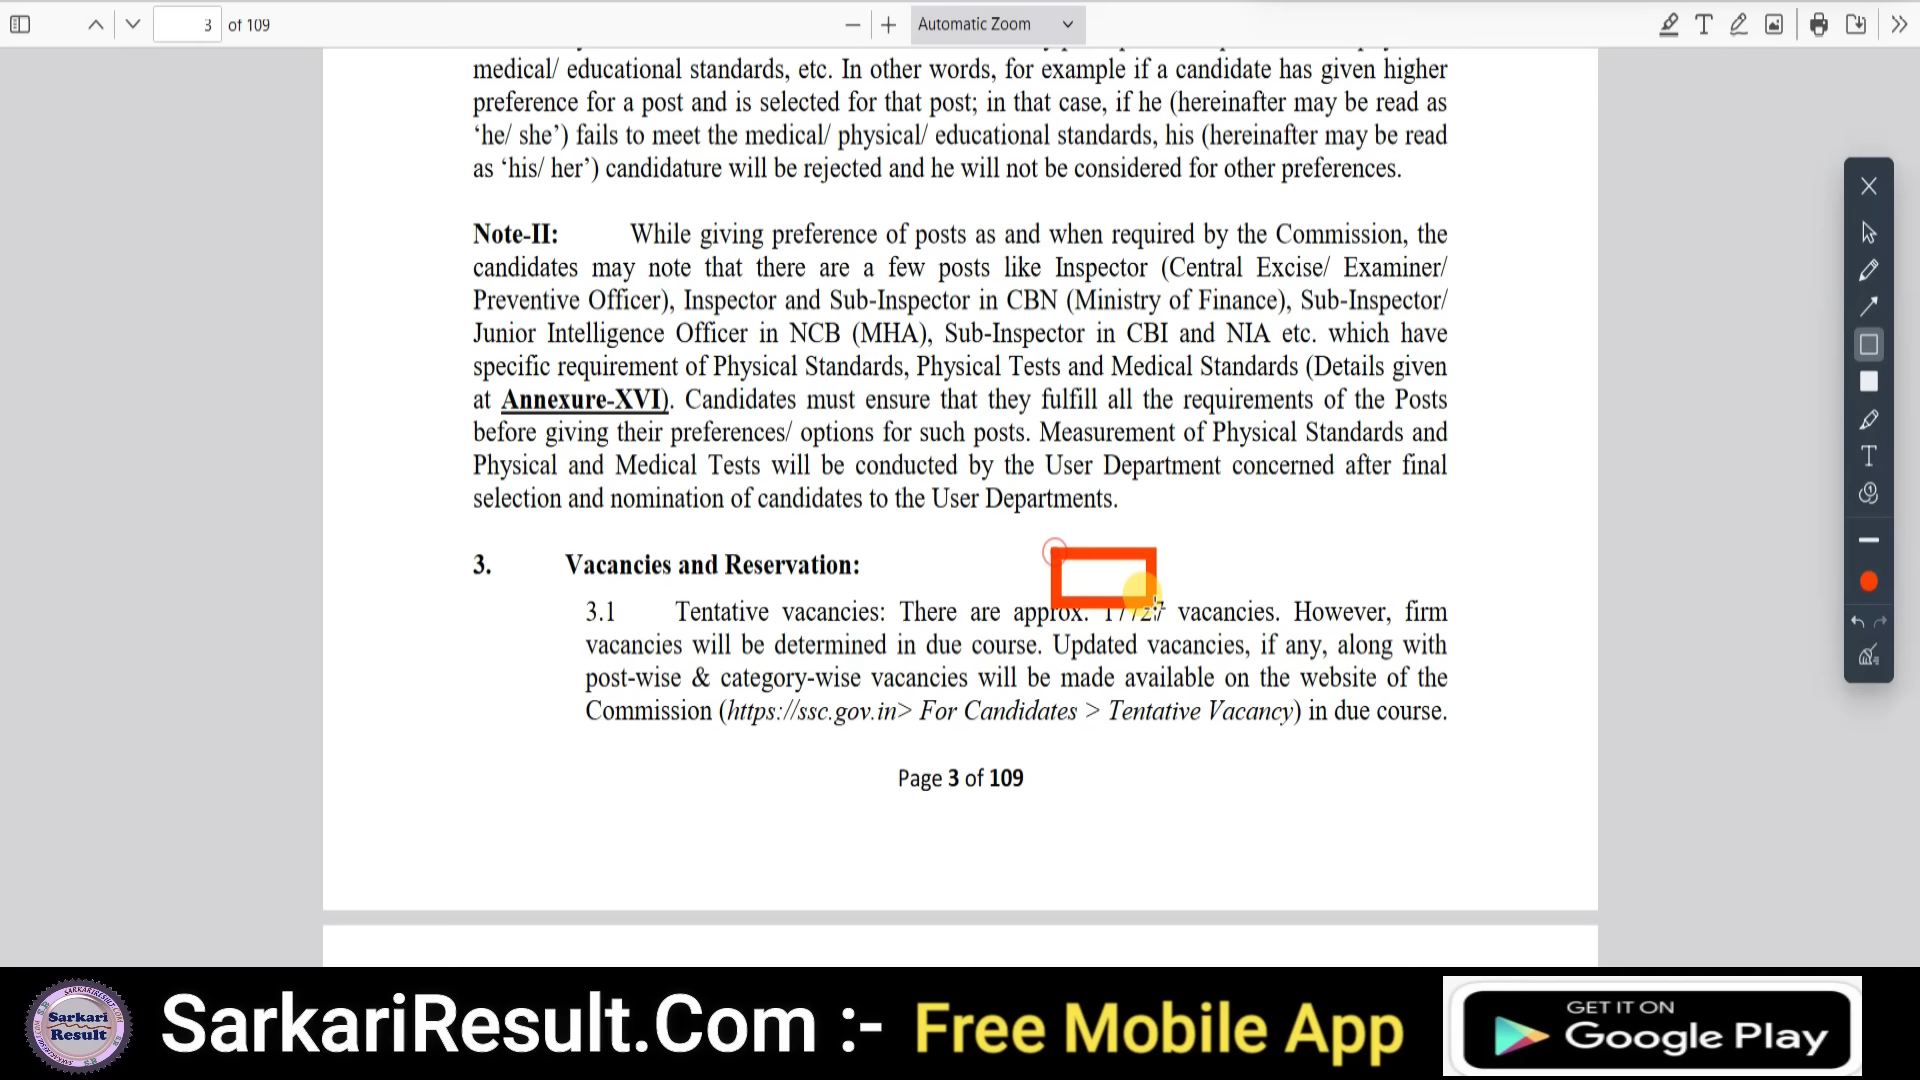 3 of 109
Automatic Zoom
medical/ educational standards, etc. In other words, for example if a candidate has given higher
preference for a post and is selected for that post; in that case, if he (hereinafter may be read as
‘he/ she’) fails to meet the medical/ physical/ educational standards, his (hereinafter may be read
as ‘his/ her’) candidature will be rejected and he will not be considered for other preferences.
Note-II: While giving preference of posts as and when required by the Commission, the
candidates may note that there are a few posts like Inspector (Central Excise/ Examiner/
Preventive Officer), Inspector and Sub-Inspector in CBN (Ministry of Finance), Sub-Inspector/
Junior Intelligence Officer in NCB (MHA), Sub-Inspector in CBI and NIA etc. which have
specific requirement of Physical Standards, Physical Tests and Medical Standards (Details given
at Annexure-XVI). Candidates must ensure that they fulfill all the requirements of the Posts
before giving their preferences/ options for such posts. Measurement of Physical Standards and
Physical and Medical Tests will be conducted by the User Department concerned after final
selection and nomination of candidates to the User Departments.
3. Vacancies and Reservation:
3.1 Tentative vacancies: There are approx. 17727 vacancies. However, firm
vacancies will be determined in due course. Updated vacancies, if any, along with
post-wise & category-wise vacancies will be made available on the website of the
Commission (https://ssc.gov.in> For Candidates > Tentative Vacancy) in due course.
Page 3 of 109
Sarkari
Result
SarkariResult.Com :- Free Mobile App
GET IT ON
Google Play